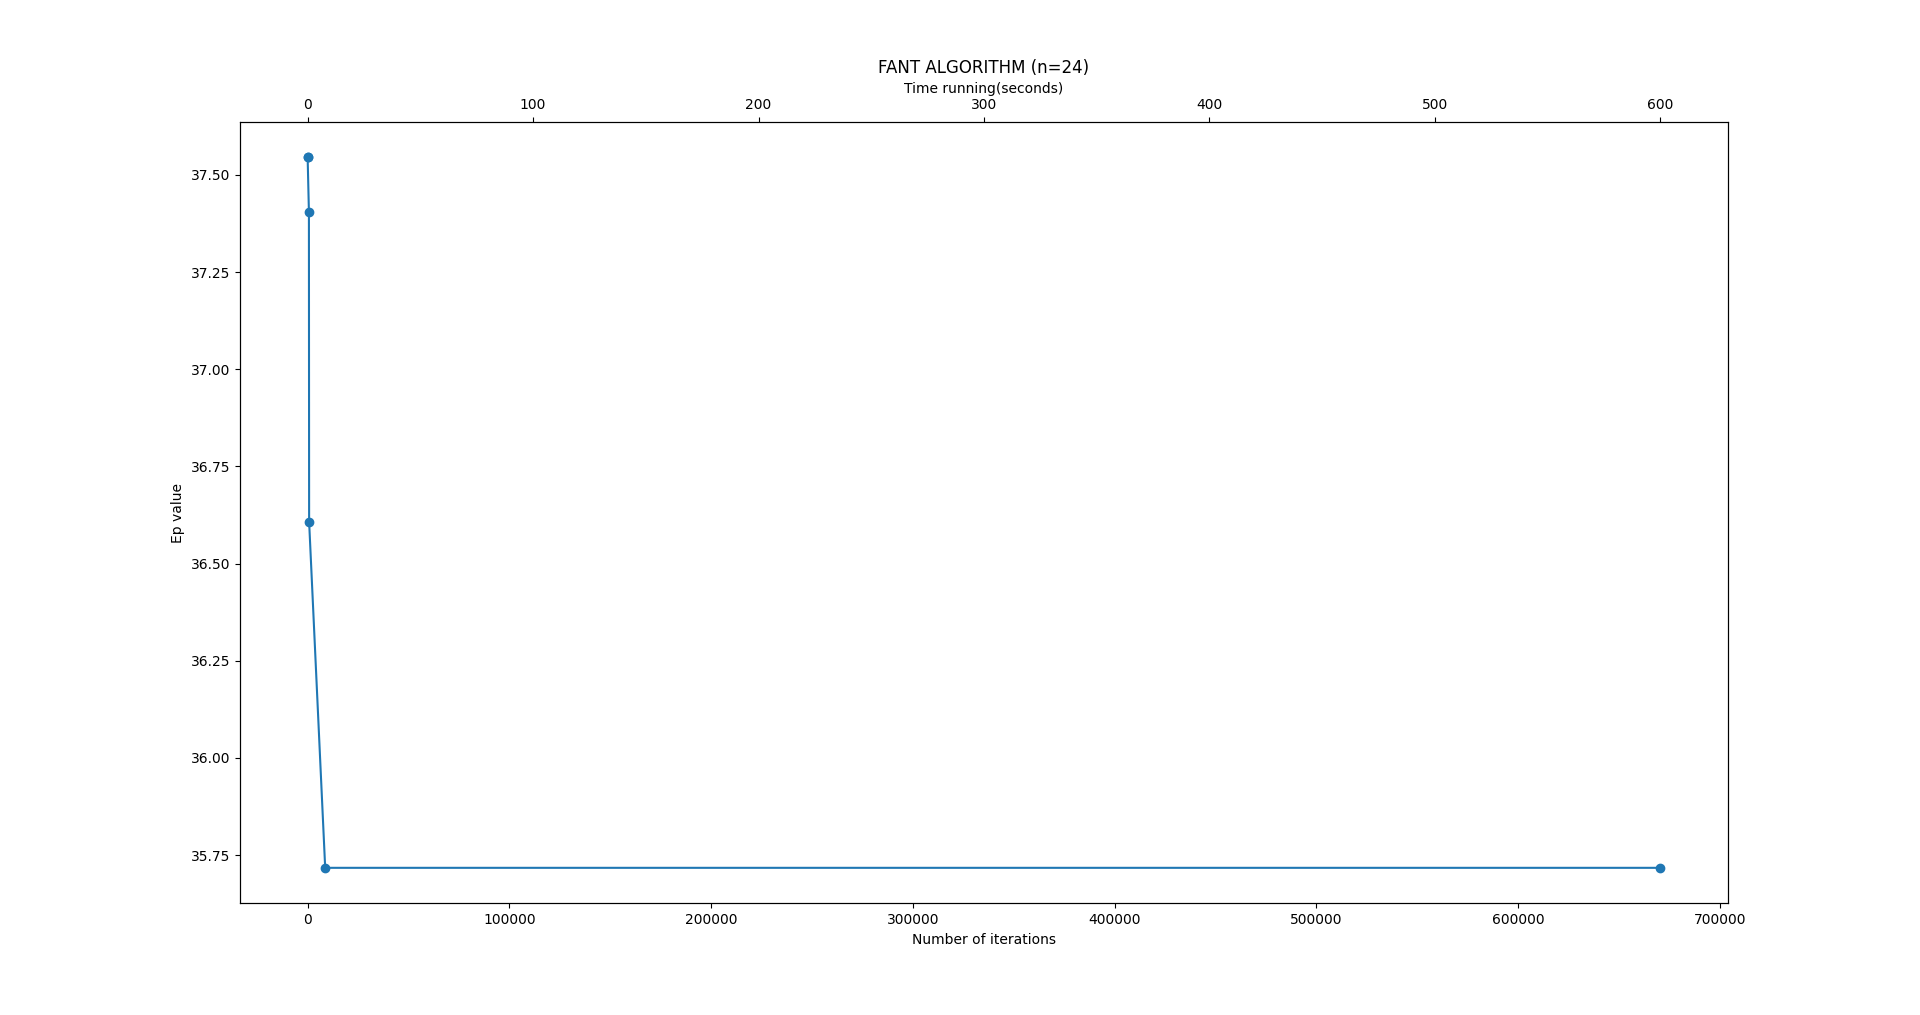 FANT ALGORITHM (n=24)
Time running(seconds)
0 100 200 300 400 500 600
37.50
37.25
37.00
36.75
Ep value
36.50
36.25
36.00
35.75
0 100000 200000 300000 400000 500000 600000 700000
Number of iterations